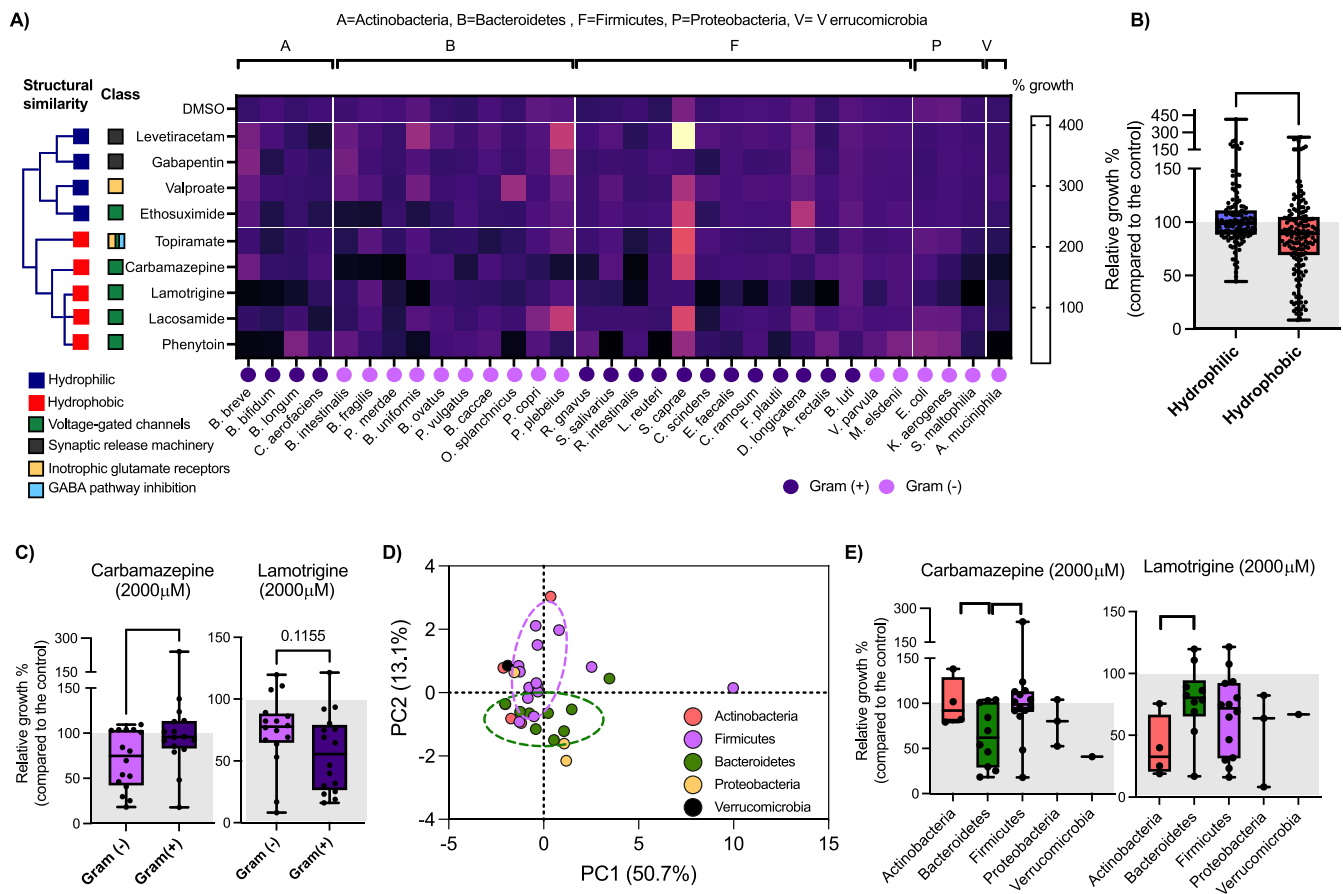 A)
A=Actinobacteria, B=Bacteroidetes , F=Firmicutes, P=Proteobacteria, V= V errucomicrobia
A
B
F
P
V
Structural similarity
Class
% growth
DMSO
Levetiracetam
Gabapentin
Valproate
Ethosuximide
Topiramate
Carbamazepine
Lamotrigine
Lacosamide
Phenytoin
400
300
200
100
B. breve
B. bifidum
B. longum
C. aerofaciens
B. intestinalis
B. fragilis
P. merdae
B. uniformis
B. ovatus
P. vulgatus
B. caccae
O. splanchnicus
P. copri
P. plebeius
R. gnavus
S. salivarius
R. intestinalis
L. reuteri
S. caprae
C. scindens
E. faecalis
C. ramosum
F. plautii
D. longicatena
A. rectalis
B. luti
V. parvula
M. elsdenii
E. coli
K. aerogenes
S. maltophilia
A. muciniphila
Hydrophilic
Hydrophobic
Voltage-gated channels
Synaptic release machinery
Inotrophic glutamate receptors
GABA pathway inhibition
Gram (+)
Gram (-)
B)
Relative growth %
(compared to the control)
450
300
150
100
50
0
Hydrophilic
Hydrophobic
C)
Carbamazepine
(2000μM)
Relative growth %
(compared to the control)
300
150
150
100
50
0
Gram (-)
Gram(+)
Lamotrigine
(2000μM)
0.1155
150
100
50
0
Gram (-)
Gram(+)
D)
PC2 (13.1%)
4
2
0
-2
-4
-5
0
5
10
15
PC1 (50.7%)
Actinobacteria
Firmicutes
Bacteroidetes
Proteobacteria
Verrucomicrobia
E)
Carbamazepine (2000μM)
Relative growth %
(compared to the control)
300
150
150
100
50
0
Actinobacteria
Bacteroidetes
Firmicutes
Proteobacteria
Verrucomicrobia
Lamotrigine (2000μM)
150
100
50
0
Actinobacteria
Bacteroidetes
Firmicutes
Proteobacteria
Verrucomicrobia